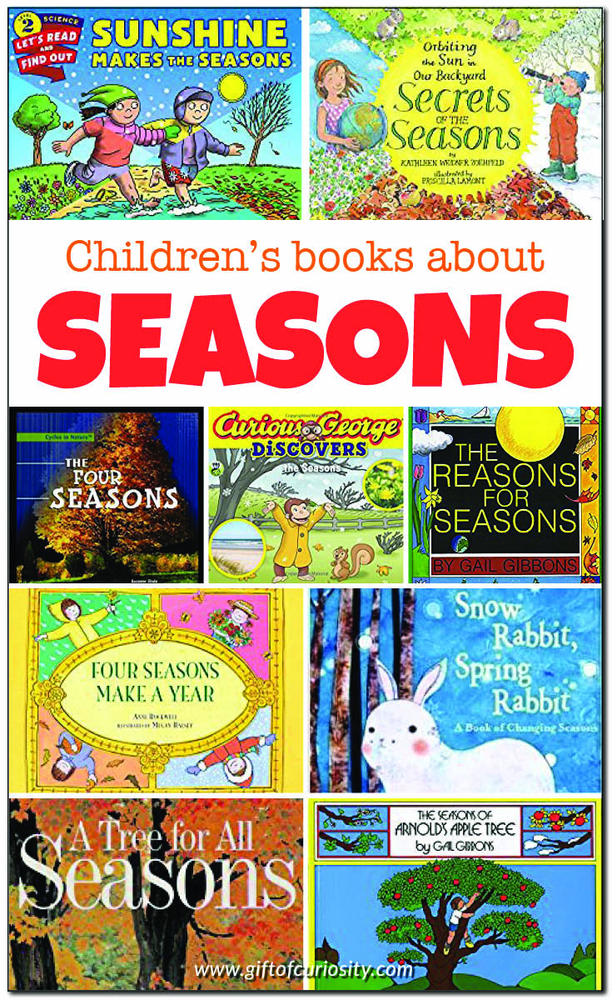 LEVEL 2 SCIENCE
LET'S READ
AND
FIND OUT
SUNSHINE
MAKES THE SEASONS
Orbiting
the Sun in
Our Backyard
Secrets
OF THE
Seasons
by
KATHLEEN WEIDNER ZOEHFELD
illustrated by
PRISCILLA LAMONT
Children's books about
SEASONS
Cycles in Nature™
THE
FOUR
SEASONS
Curious George
DiSCOVERS
the Seasons
Copyrighted Material
THE
REASONS
FOR
SEASONS
BY GAIL GIBBONS
FOUR SEASONS
MAKE A YEAR
ANNE ROCKWELL
ILLUSTRATED BY MEGAN HALSEY
Snow
Rabbit,
Spring
Rabbit
A Book of Changing Seasons
A Tree for All
Seasons
THE SEASONS OF
ARNOLD'S APPLE TREE
by GAIL GIBBONS
www.giftofcuriosity.com